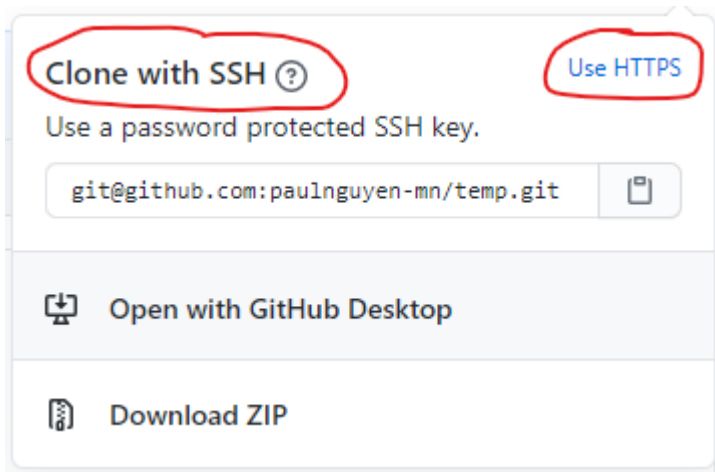 Clone with SSH ?
Use HTTPS
Use a password protected SSH key.
git@github.com:paulnguyen-mn/temp.git
Open with GitHub Desktop
Download ZIP